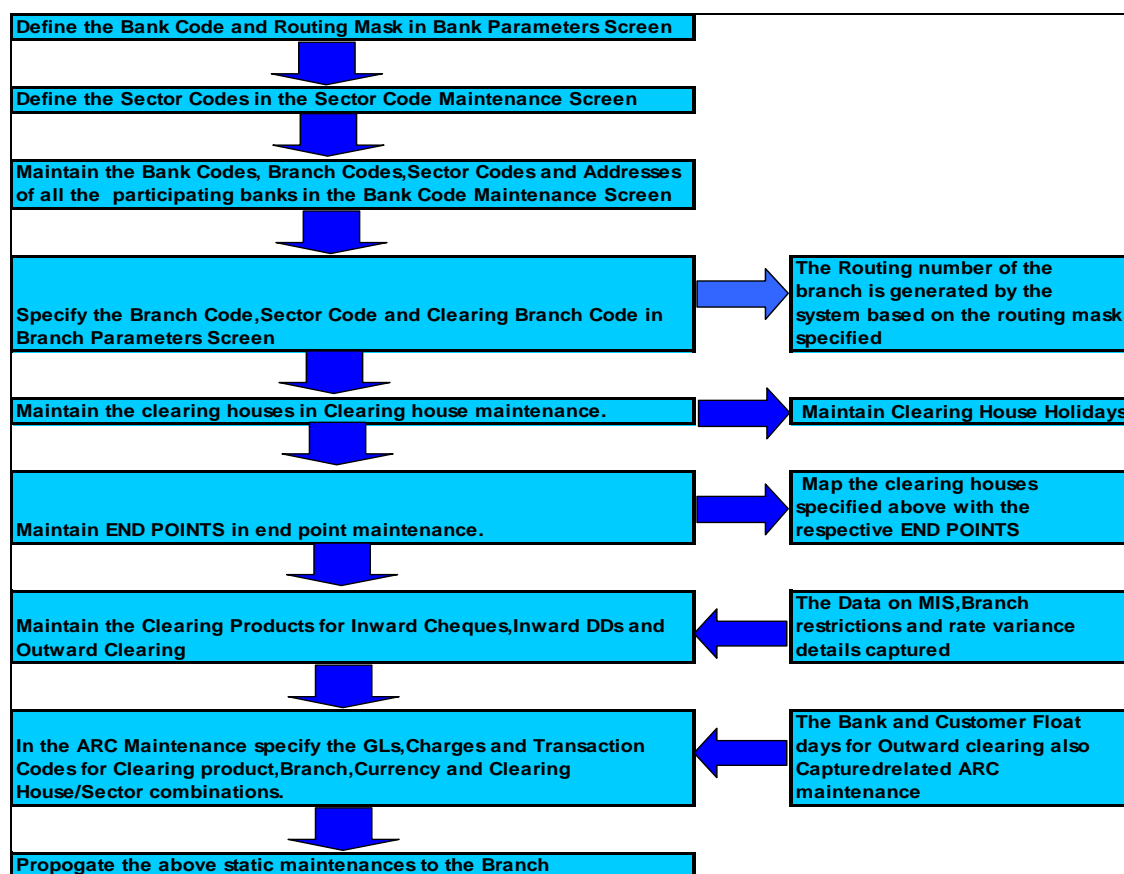 Define the Bank Code and Routing Mask in Bank Parameters Screen
Define the Sector Codes in the Sector Code Maintenance Screen
Maintain the Bank Codes, Branch Codes,Sector Codes and Addresses
of all the participating banks in the Bank Code Maintenance Screen
Specify the Branch Code,Sector Code and Clearing Branch Code in
Branch Parameters Screen
The Routing number of the
branch is generated by the
system based on the routing mask
specified
Maintain the clearing houses in Clearing house maintenance.
Maintain Clearing House Holidays
Maintain END POINTS in end point maintenance.
Map the clearing houses
specified above with the
respective END POINTS
Maintain the Clearing Products for Inward Cheques,Inward DDs and
Outward Clearing
The Data on MIS,Branch
restrictions and rate variance
details captured
In the ARC Maintenance specify the GLs,Charges and Transaction
Codes for Clearing product,Branch,Currency and Clearing
House/Sector combinations.
The Bank and Customer Float
days for Outward clearing also
Capturedrelated ARC
maintenance
Propogate the above static maintenances to the Branch